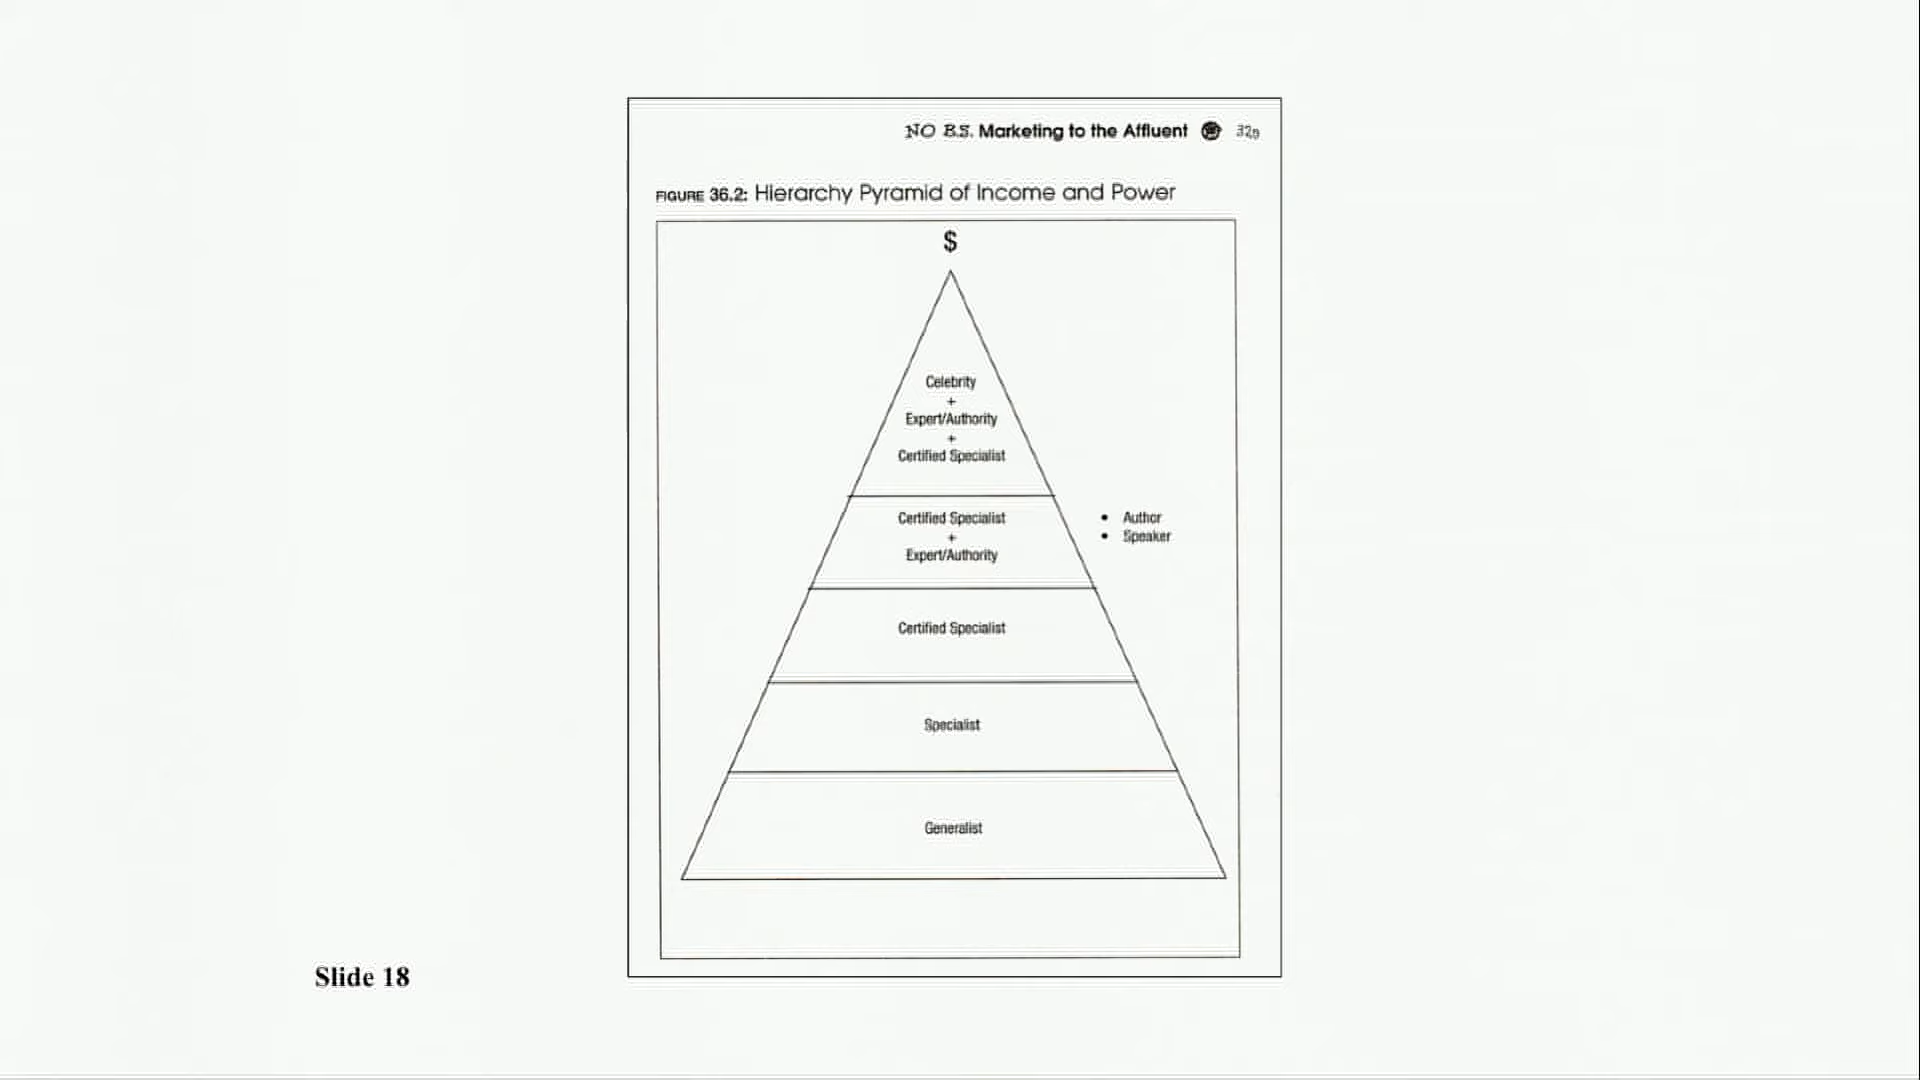 NO B.S. Marketing to the Affluent
FIGURE 36.2: Hierarchy Pyramid of Income and Power
$
Celebrity
+
Expert/Authority
+
Certified Specialist
Certified Specialist
+
Expert/Authority
• Author
• Speaker
Certified Specialist
Specialist
Generalist
Slide 18